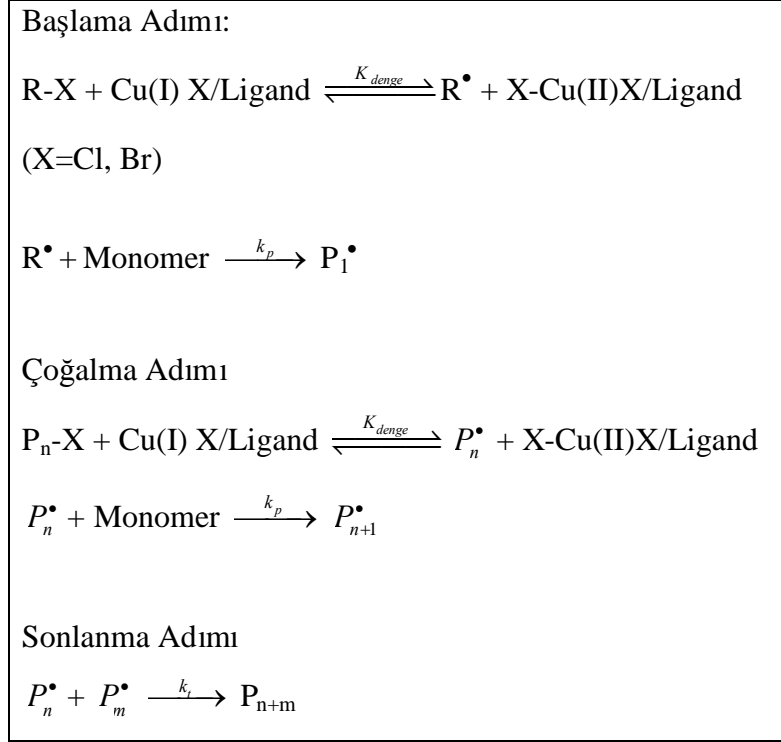 Başlama Adımı:
R-X + Cu(I) X/Ligand ⇌ K_denge R• + X-Cu(II)X/Ligand
(X=Cl, Br)
R• + Monomer —k_p→ P₁•
Çoğalma Adımı
Pₙ-X + Cu(I) X/Ligand ⇌ K_denge Pₙ• + X-Cu(II)X/Ligand
Pₙ• + Monomer —k_p→ Pₙ₊₁•
Sonlanma Adımı
Pₙ• + Pₘ• —k_t→ Pₙ₊ₘ